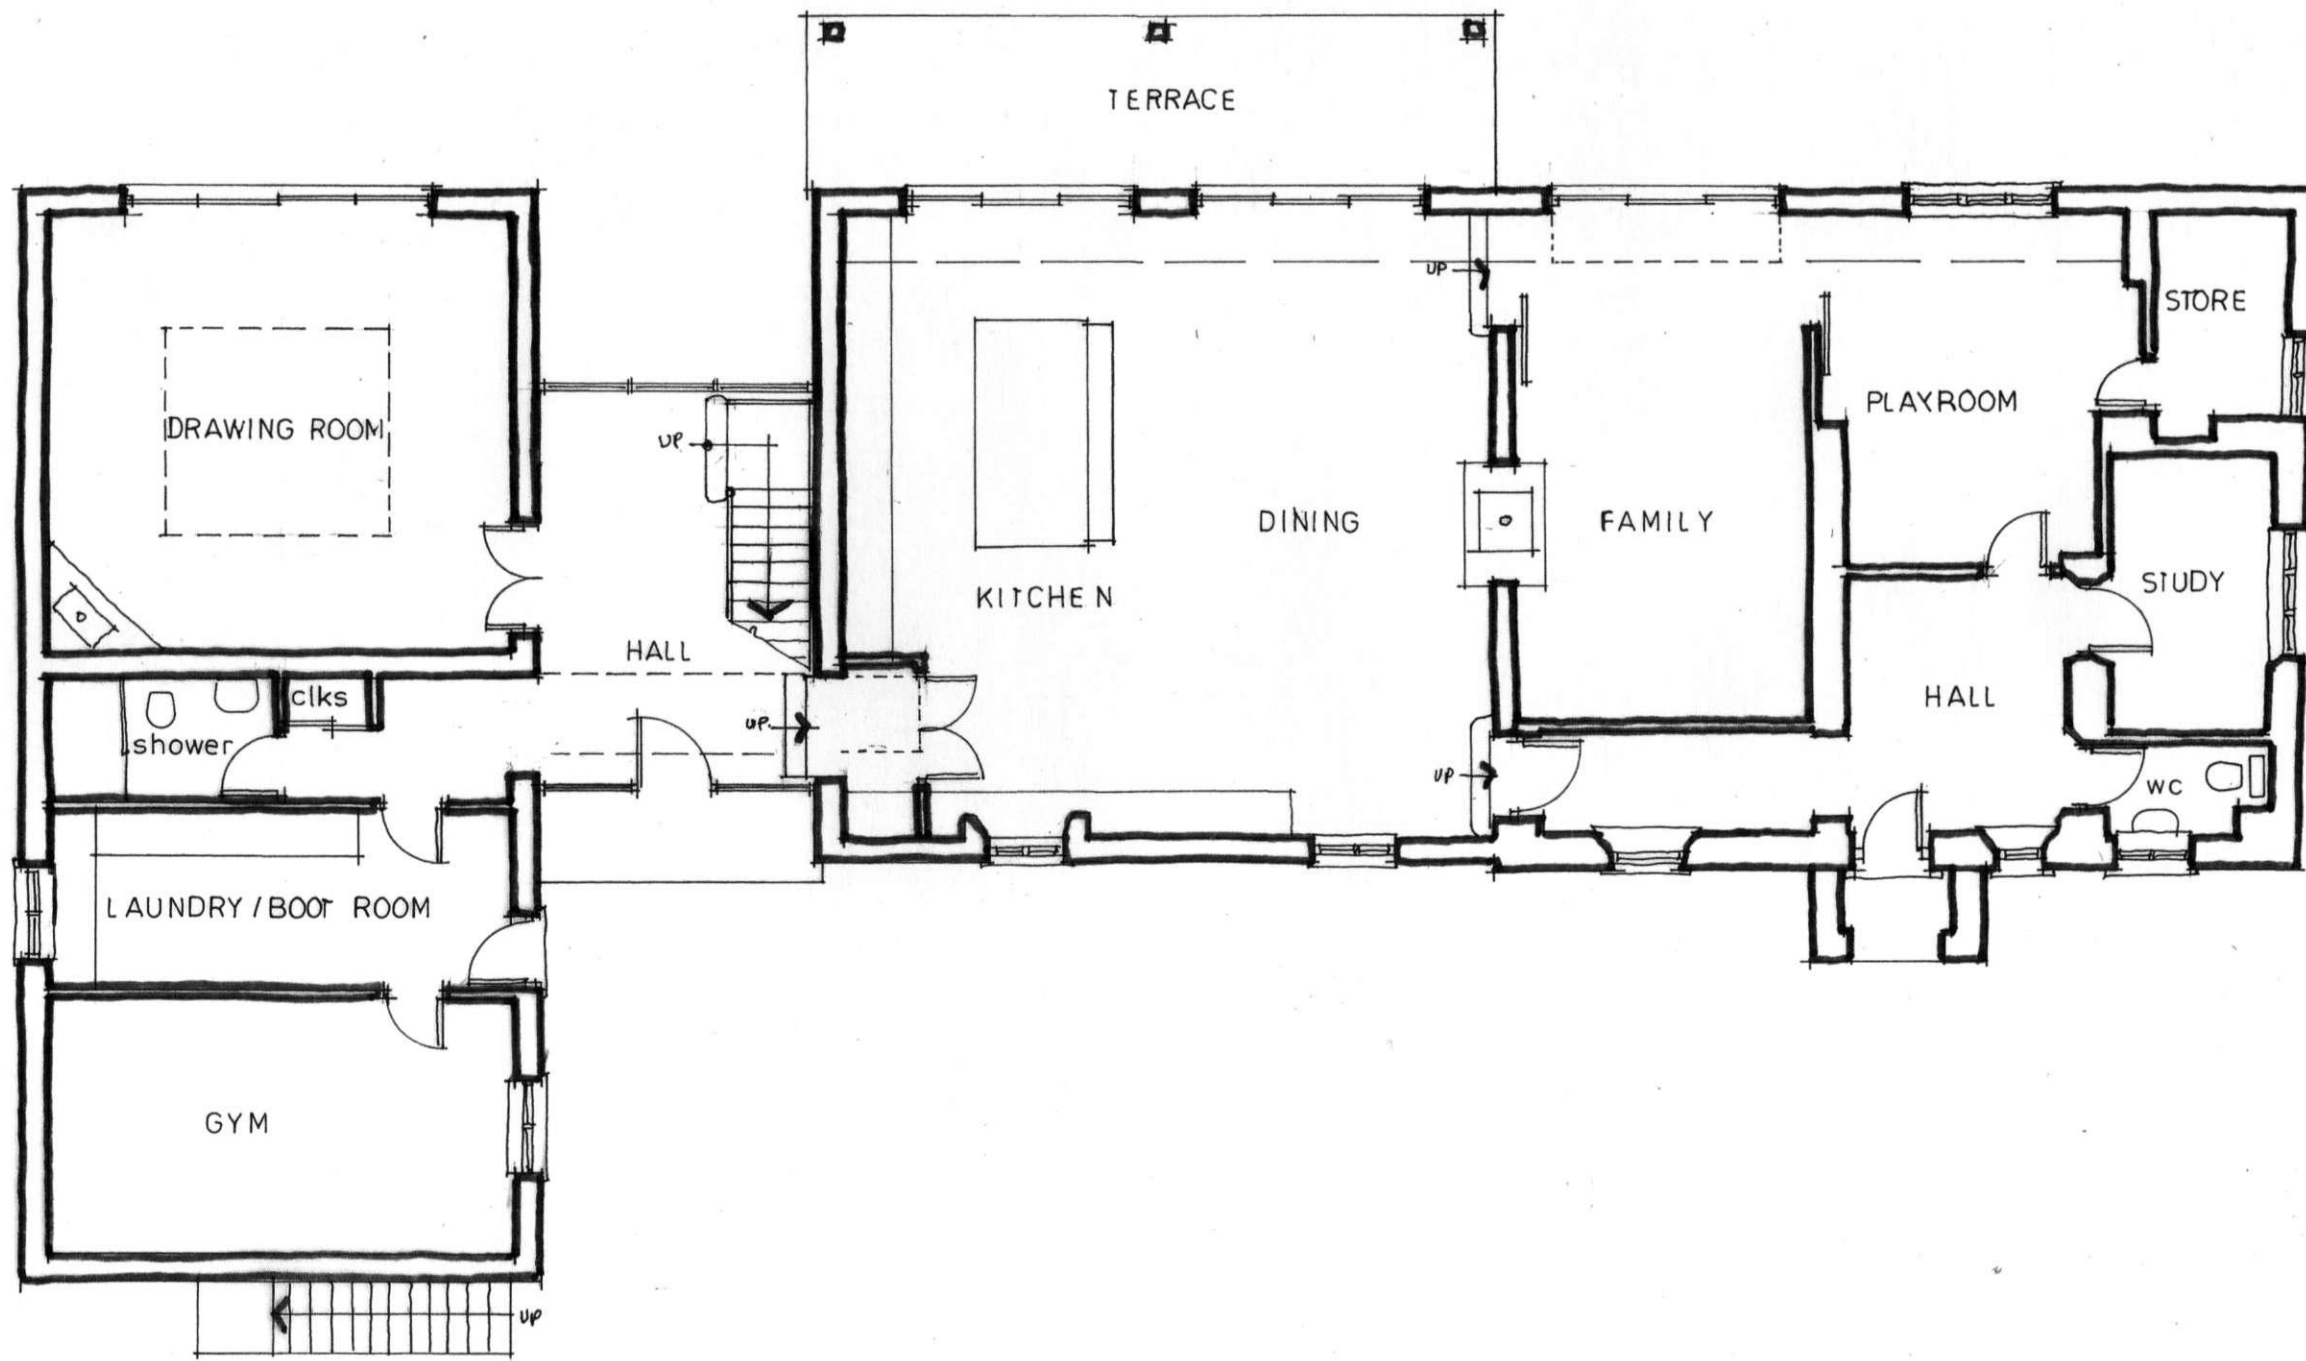 TERRACE
UP
STORE
PLAYROOM
DRAWING ROOM
UP
DINING
FAMILY
STUDY
KITCHEN
HALL
clks
HALL
shower
UP
UP
WC
LAUNDRY/BOOT ROOM
GYM
UP